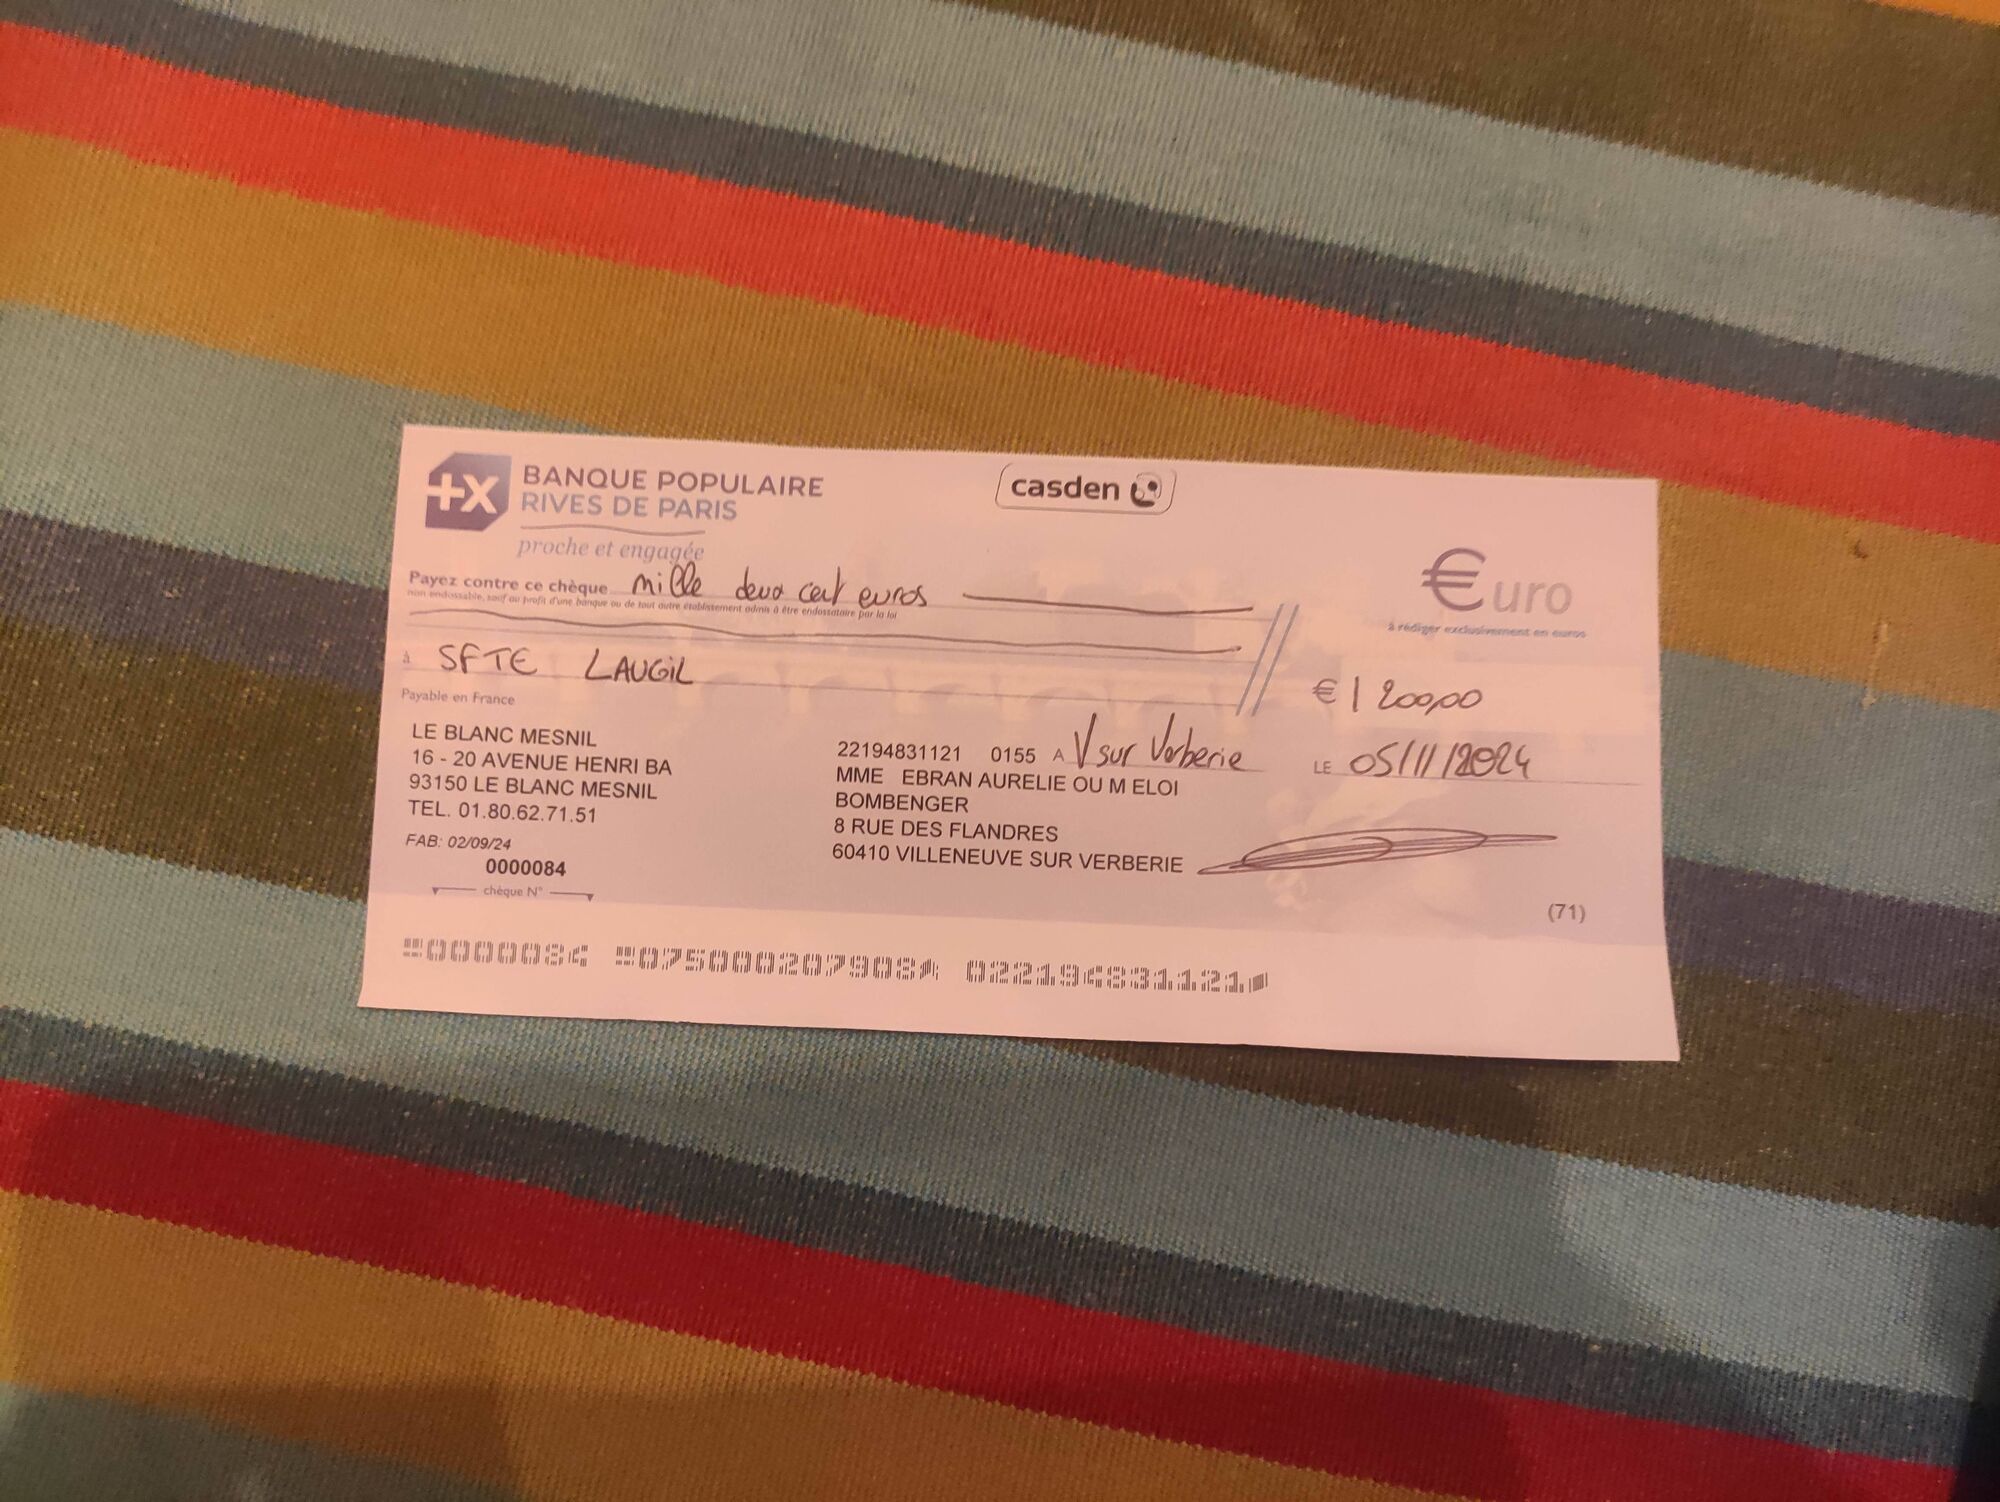 +X BANQUE POPULAIRE
RIVES DE PARIS
proche et engagée
casden
€uro
à rédiger exclusivement en euros
Payez contre ce chèque mille deux cent euros
non endossable, sauf au profit d'une banque ou de tout autre établissement admis à être endossataire par la loi
à SFTE LAUGIL
€ 1 200,00
Payable en France
LE BLANC MESNIL
16 - 20 AVENUE HENRI BA
93150 LE BLANC MESNIL
TEL. 01.80.62.71.51
FAB: 02/09/24
0000084
chèque N°
22194831121 0155 A V sur Verberie LE 05/11/2024
MME EBRAN AURELIE OU M ELOI
BOMBENGER
8 RUE DES FLANDRES
60410 VILLENEUVE SUR VERBERIE
(71)
0000084 075000207908 022194831121